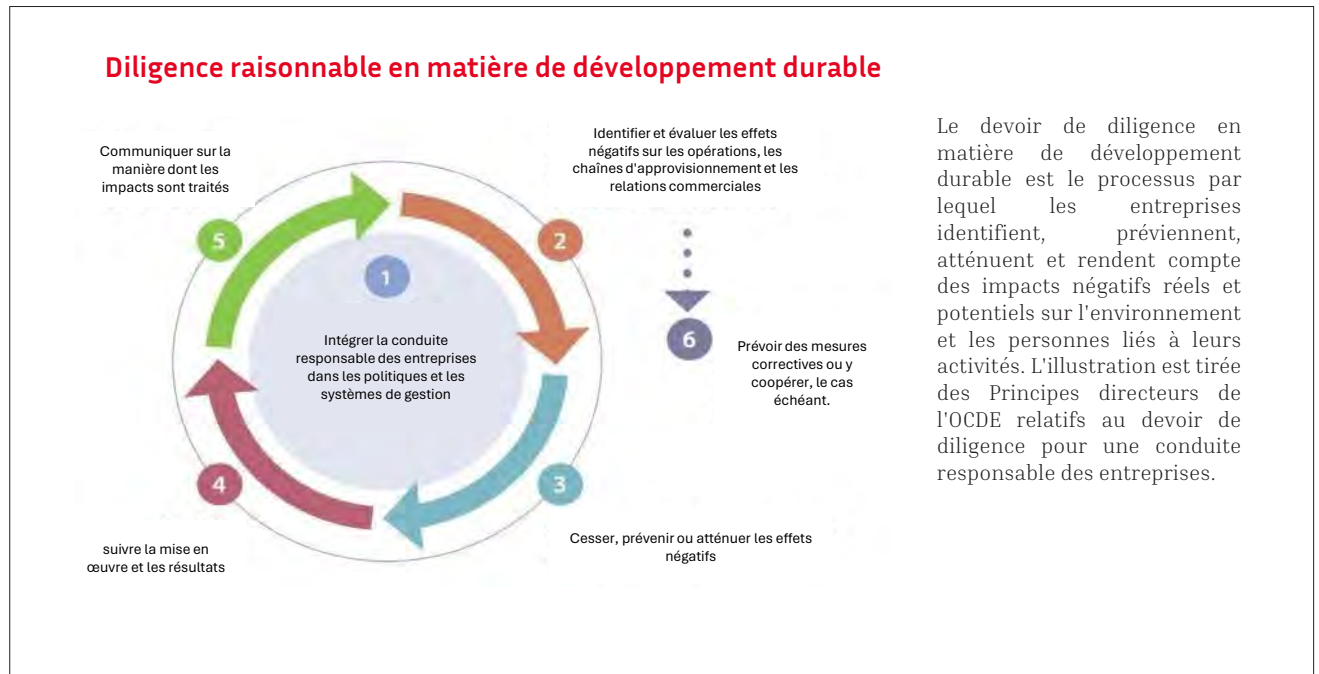 Diligence raisonnable en matière de développement durable
Communiquer sur la
manière dont les
impacts sont traités
5
Identifier et évaluer les effets
négatifs sur les opérations, les
chaînes d'approvisionnement et les
relations commerciales
2
1
Intégrer la conduite
responsable des entreprises
dans les politiques et les
systèmes de gestion
6
Prévoir des mesures
correctives ou y
coopérer, le cas
échéant.
4
suivre la mise en
œuvre et les résultats
3
Cesser, prévenir ou atténuer les effets
négatifs
Le devoir de diligence en
matière de développement
durable est le processus par
lequel les entreprises
identifient, préviennent,
atténuent et rendent compte
des impacts négatifs réels et
potentiels sur l'environnement
et les personnes liés à leurs
activités. L'illustration est tirée
des Principes directeurs de
l'OCDE relatifs au devoir de
diligence pour une conduite
responsable des entreprises.